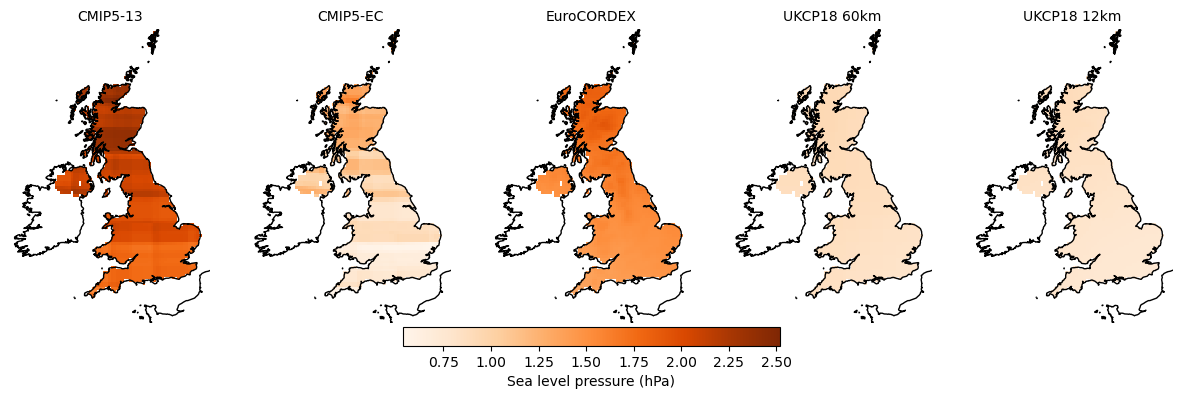 CMIP5-13
CMIP5-EC
EuroCORDEX
UKCP18 60km
UKCP18 12km
0.75 1.00 1.25 1.50 1.75 2.00 2.25 2.50
Sea level pressure (hPa)